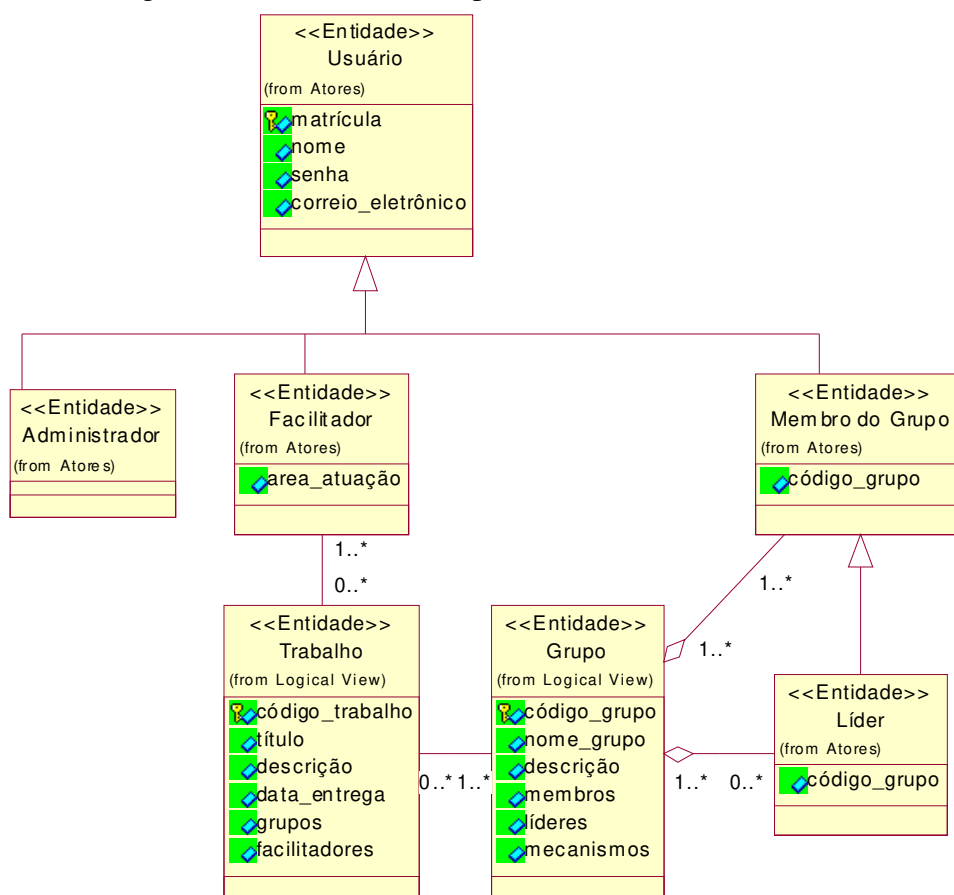 <<Entidade>>
Usuário
(from Atores)
matrícula
nome
senha
correio_eletrônico
<<Entidade>>
Administrador
(from Atores)
<<Entidade>>
Facilitador
(from Atores)
area_atuação
<<Entidade>>
Membro do Grupo
(from Atores)
código_grupo
1..*
0..*
1..*
1..*
<<Entidade>>
Trabalho
(from Logical View)
código_trabalho
título
descrição
data_entrega
grupos
facilitadores
0..* 1..*
<<Entidade>>
Grupo
(from Logical View)
código_grupo
nome_grupo
descrição
membros
líderes
mecanismos
1..* 0..*
<<Entidade>>
Líder
(from Atores)
código_grupo